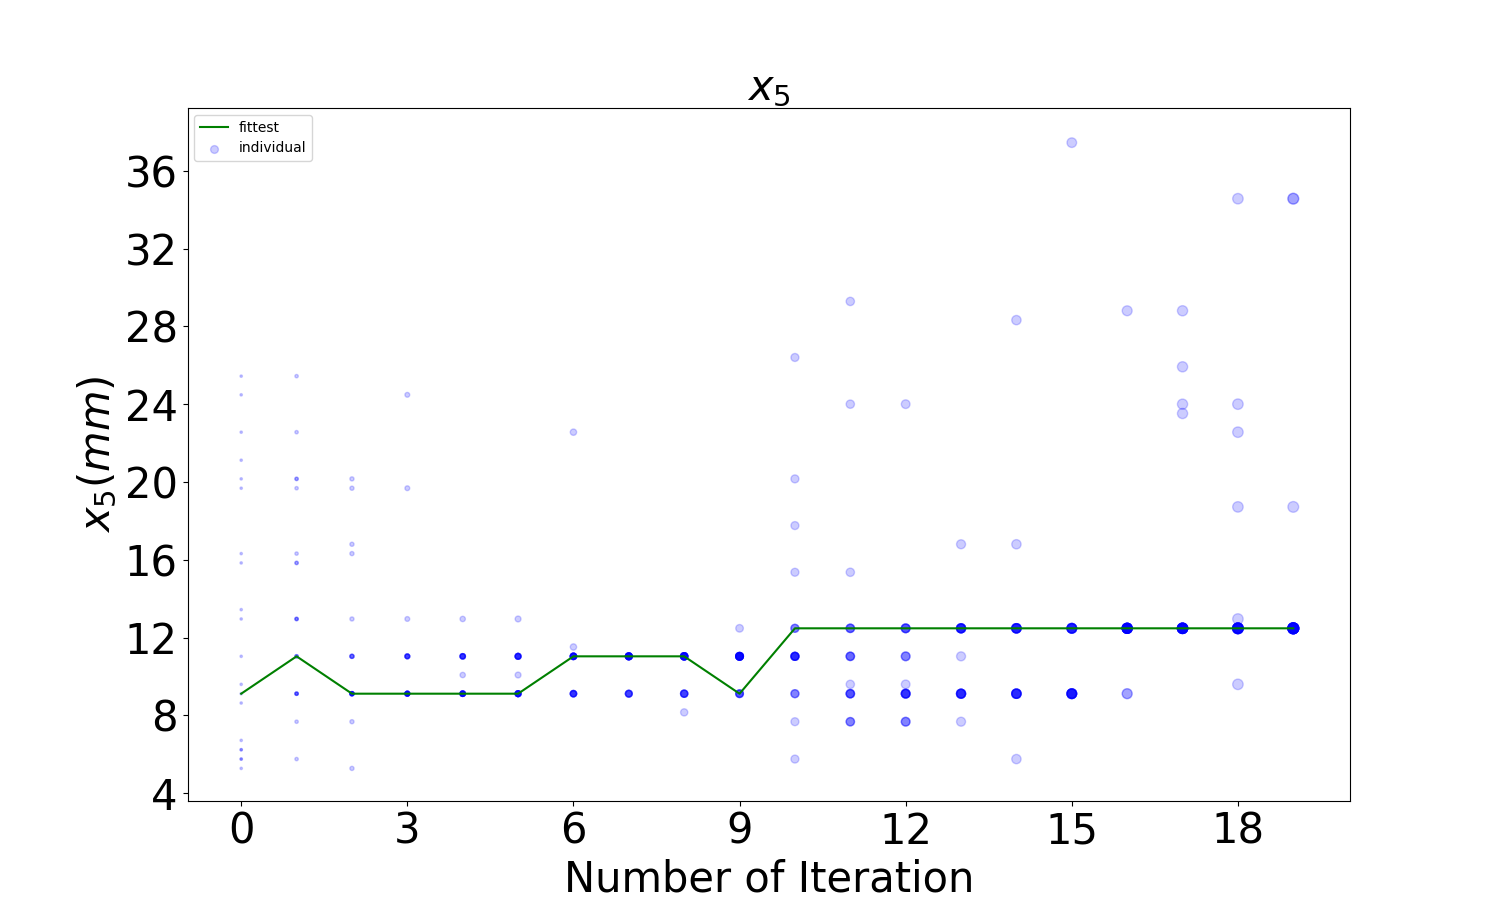 x5
fittest
individual
36
32
28
24
20
16
12
8
4
x5(mm)
0 3 6 9 12 15 18
Number of Iteration